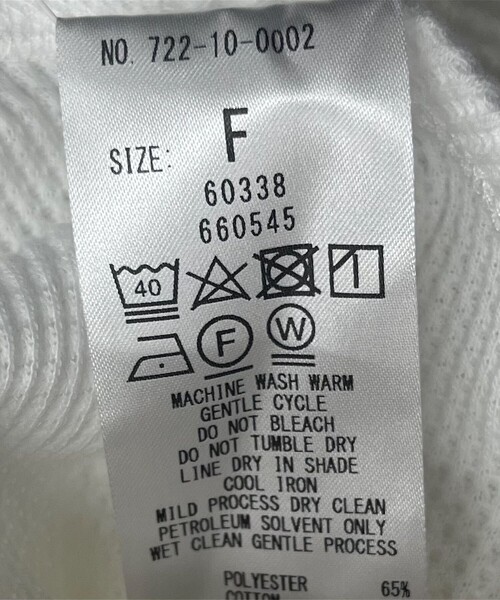 NO. 722-10-0002
SIZE: F
60338
660545
40
F W
MACHINE WASH WARM
GENTLE CYCLE
DO NOT BLEACH
DO NOT TUMBLE DRY
LINE DRY IN SHADE
COOL IRON
MILD PROCESS DRY CLEAN
PETROLEUM SOLVENT ONLY
WET CLEAN GENTLE PROCESS
POLYESTER 65%
COTTON